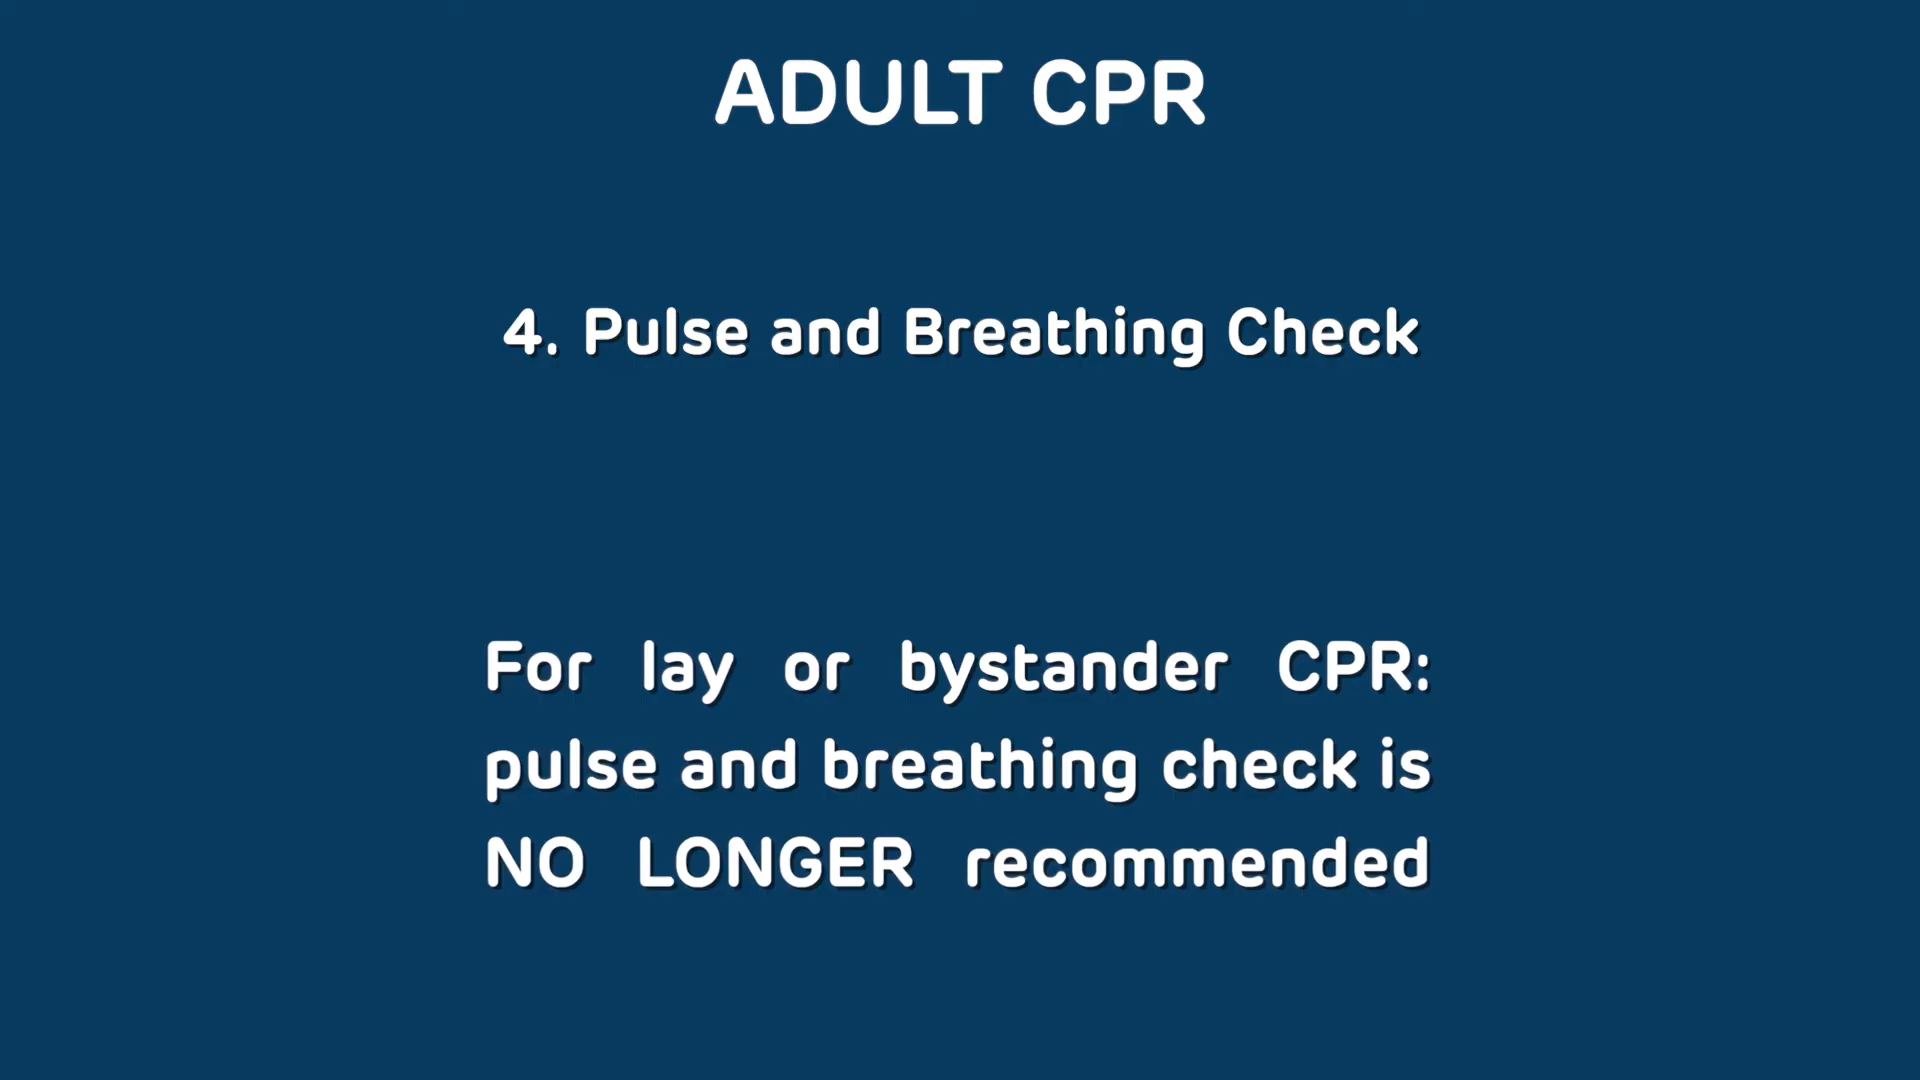 ADULT CPR
4. Pulse and Breathing Check
For lay or bystander CPR:
pulse and breathing check is
NO LONGER recommended